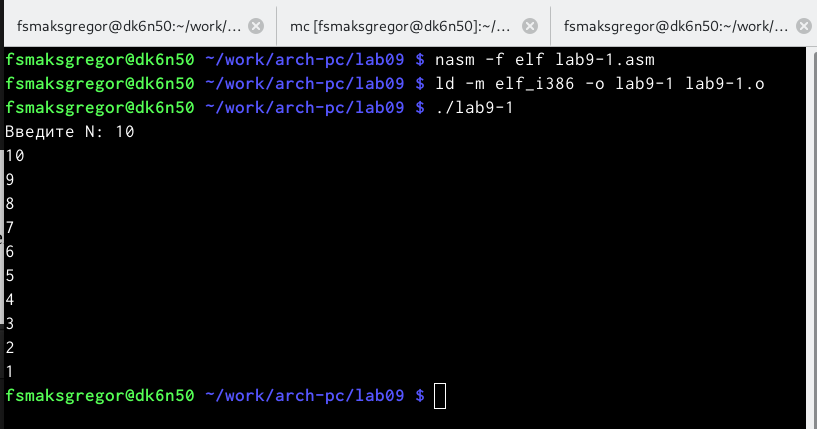 fsmaksgregor@dk6n50:~/work/... mc [fsmaksgregor@dk6n50]:~/... fsmaksgregor@dk6n50:~/work/...
fsmaksgregor@dk6n50 ~/work/arch-pc/lab09 $ nasm -f elf lab9-1.asm
fsmaksgregor@dk6n50 ~/work/arch-pc/lab09 $ ld -m elf_i386 -o lab9-1 lab9-1.o
fsmaksgregor@dk6n50 ~/work/arch-pc/lab09 $ ./lab9-1
Введите N: 10
10
9
8
7
6
5
4
3
2
1
fsmaksgregor@dk6n50 ~/work/arch-pc/lab09 $